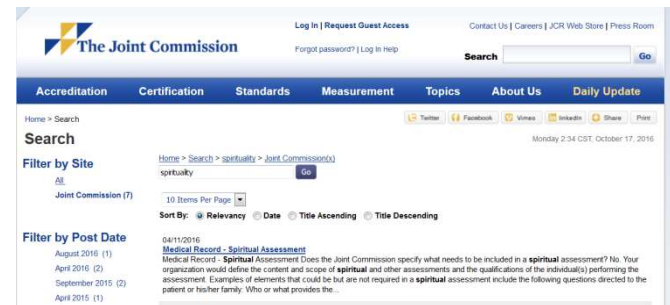 Log In | Request Guest Access
Contact Us | Careers | JCR Web Store | Press Room
The Joint Commission
Forgot password? | Log In Help
Search
Go
Accreditation Certification Standards Measurement Topics About Us Daily Update
Home > Search
Twitter Facebook Vimeo linkedin Share Print
Search
Monday 2:34 CST, October 17, 2016
Filter by Site
Home > Search > spirituality > Joint Commission(x)
All
spirituality
Go
Joint Commission (7)
10 Items Per Page
Sort By: Relevancy Date Title Ascending Title Descending
Filter by Post Date
04/11/2016
August 2016 (1)
Medical Record - Spiritual Assessment
Medical Record - Spiritual Assessment Does the Joint Commission specify what needs to be included in a spiritual assessment? No. Your
April 2016 (2)
organization would define the content and scope of spiritual and other assessments and the qualifications of the individual(s) performing the
September 2015 (2)
assessment. Examples of elements that could be but are not required in a spiritual assessment include the following questions directed to the
April 2015 (1)
patient or his/her family: Who or what provides the...